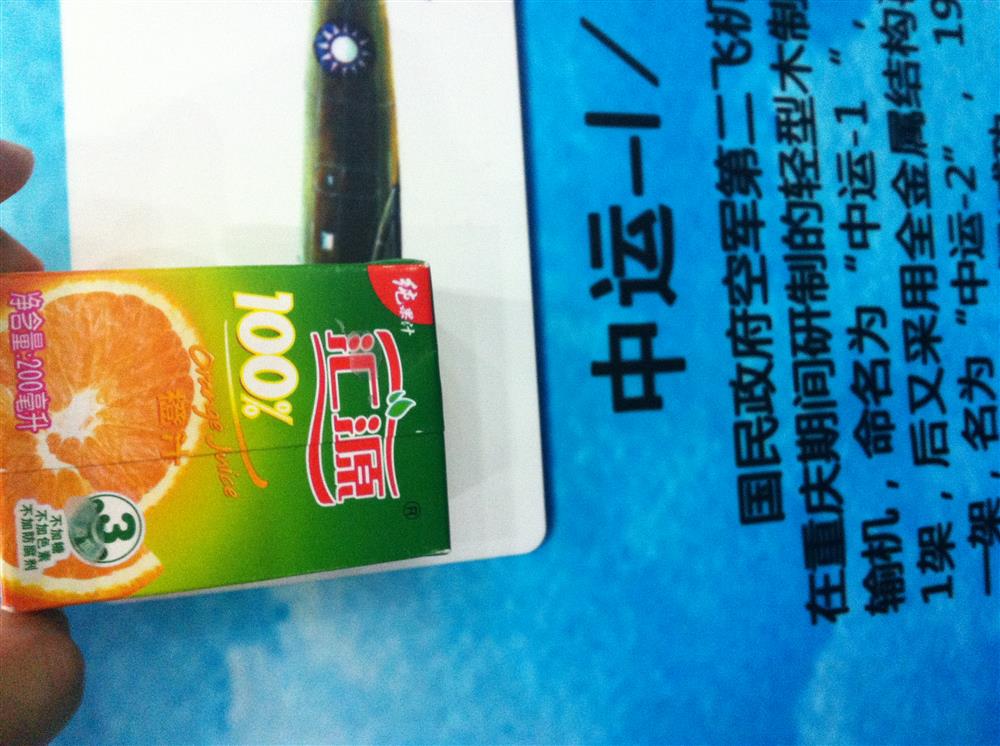 中运-1/
国民政府空军第二飞机
在重庆期间研制的轻型木制
输机，命名为“中运-1”，
1架，后又采用全金属结构
一架，名为“中运-2”，19
纯果汁
汇源®
100%
Orange Juice
橙汁
净含量:200毫升
3
不加糖
不加色素
不加防腐剂